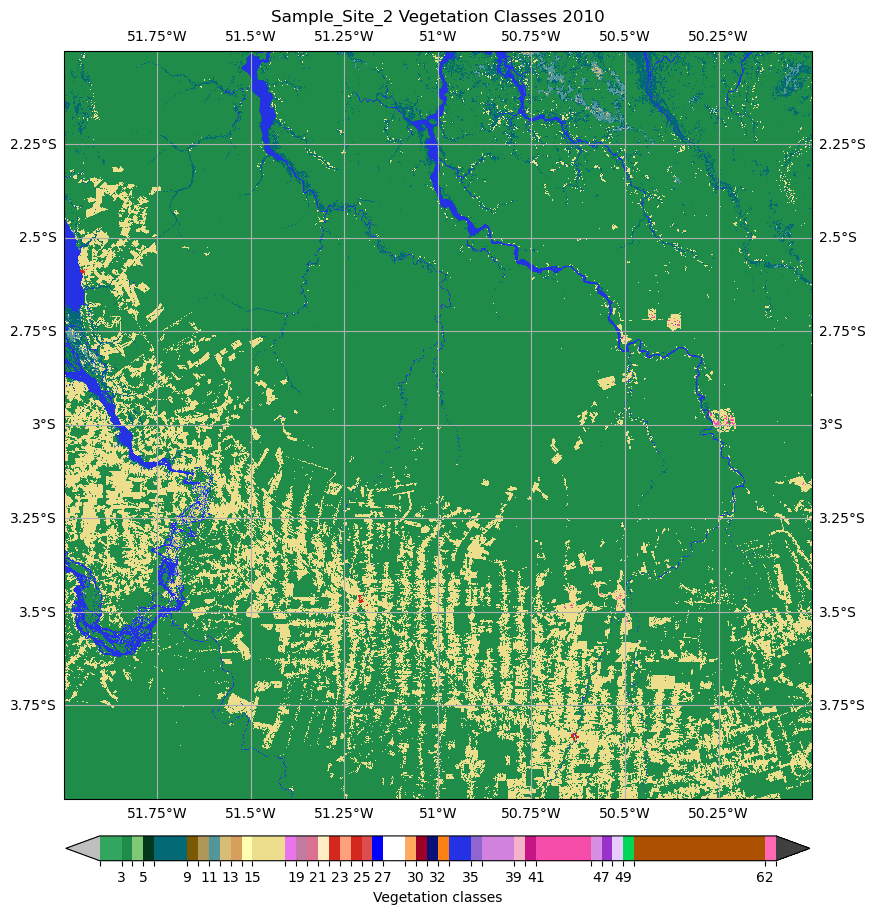 Sample_Site_2 Vegetation Classes 2010
51.75°W 51.5°W 51.25°W 51°W 50.75°W 50.5°W 50.25°W
2.25°S 2.25°S
2.5°S 2.5°S
2.75°S 2.75°S
3°S 3°S
3.25°S 3.25°S
3.5°S 3.5°S
3.75°S 3.75°S
51.75°W 51.5°W 51.25°W 51°W 50.75°W 50.5°W 50.25°W
3 5 9 11 13 15 19 21 23 25 27 30 32 35 39 41 47 49 62
Vegetation classes